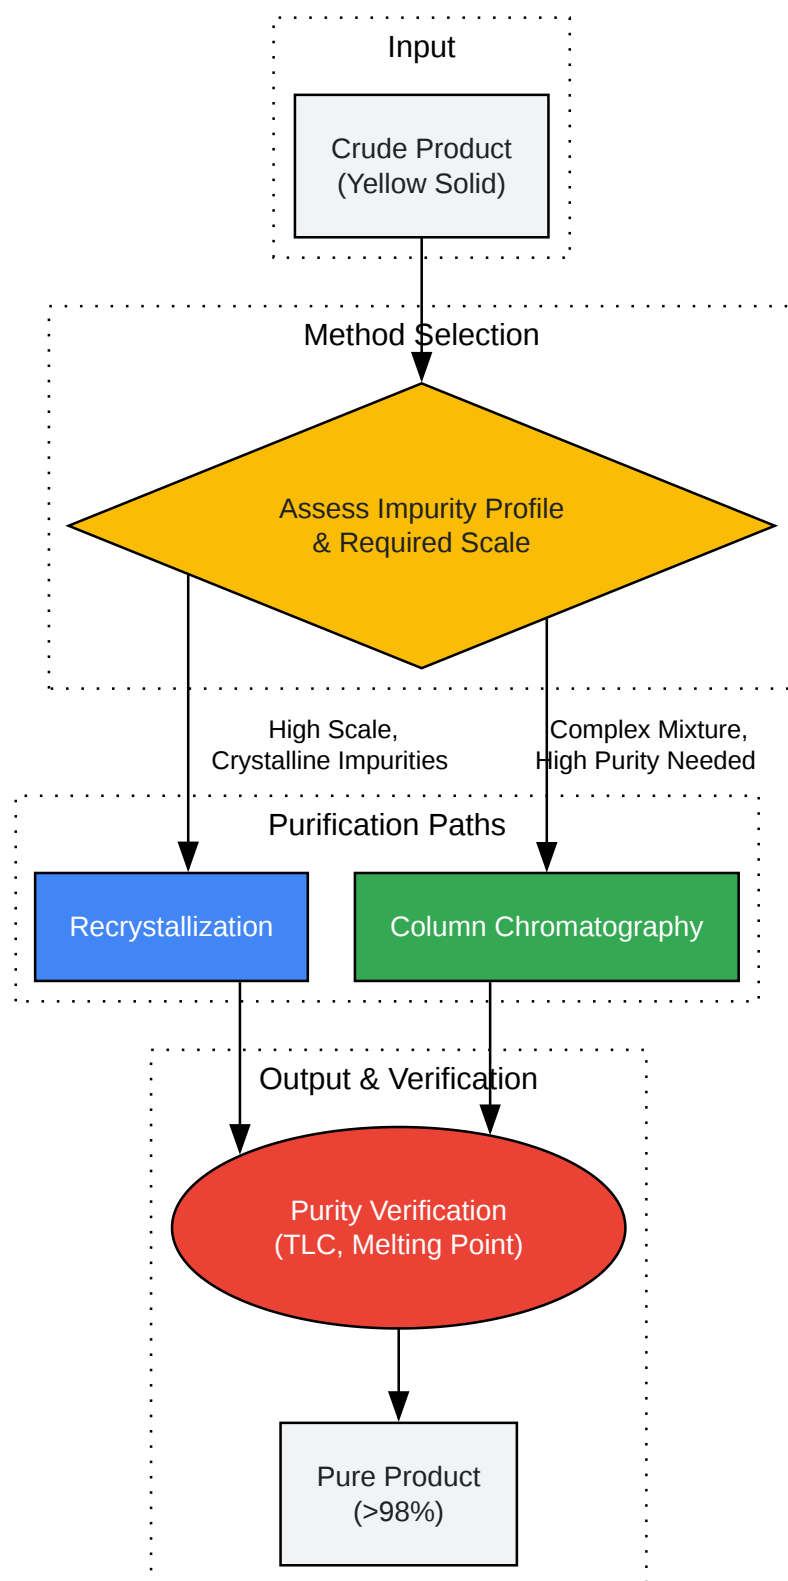 Input
Crude Product
(Yellow Solid)
Method Selection
Assess Impurity Profile
& Required Scale
High Scale,
Crystalline Impurities
Complex Mixture,
High Purity Needed
Purification Paths
Recrystallization
Column Chromatography
Output & Verification
Purity Verification
(TLC, Melting Point)
Pure Product
(>98%)